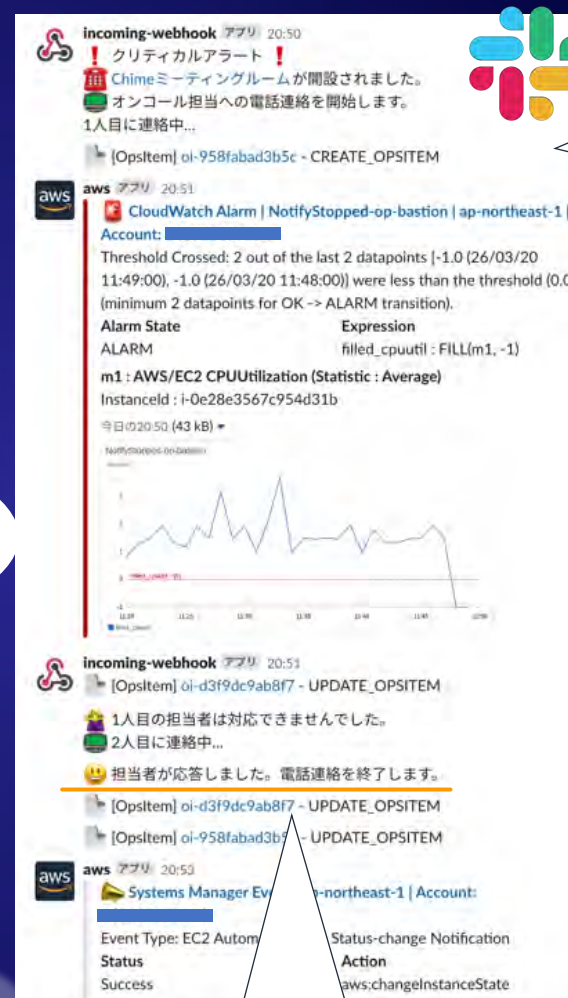 incoming-webhook アプリ 20:50
❗ クリティカルアラート ❗
Chimeミーティングルームが開設されました。
オンコール担当への電話連絡を開始します。
1人目に連絡中...
[OpsItem] oi-958fabad3b5c - CREATE_OPSITEM
aws
aws アプリ 20:51
CloudWatch Alarm | NotifyStopped-op-bastion | ap-northeast-1 |
Account:
Threshold Crossed: 2 out of the last 2 datapoints [-1.0 (26/03/20
11:49:00), -1.0 (26/03/20 11:48:00)] were less than the threshold (0.0
(minimum 2 datapoints for OK -> ALARM transition).
Alarm State Expression
ALARM filled_cpuutil : FILL(m1, -1)
m1 : AWS/EC2 CPUUtilization (Statistic : Average)
InstanceId : i-0e28e3567c954d31b
今日の20:50 (43 kB)
NotifyStopped-op-bastion
incoming-webhook アプリ 20:51
[OpsItem] oi-d3f9dc9ab8f7 - UPDATE_OPSITEM
1人目の担当者は対応できませんでした。
2人目に連絡中...
担当者が応答しました。電話連絡を終了します。
[OpsItem] oi-d3f9dc9ab8f7 - UPDATE_OPSITEM
[OpsItem] oi-958fabad3b - UPDATE_OPSITEM
aws
aws アプリ 20:53
Systems Manager Ev p-northeast-1 | Account:
Event Type: EC2 Autom Status-change Notification
Status Action
Success aws:changeInstanceState